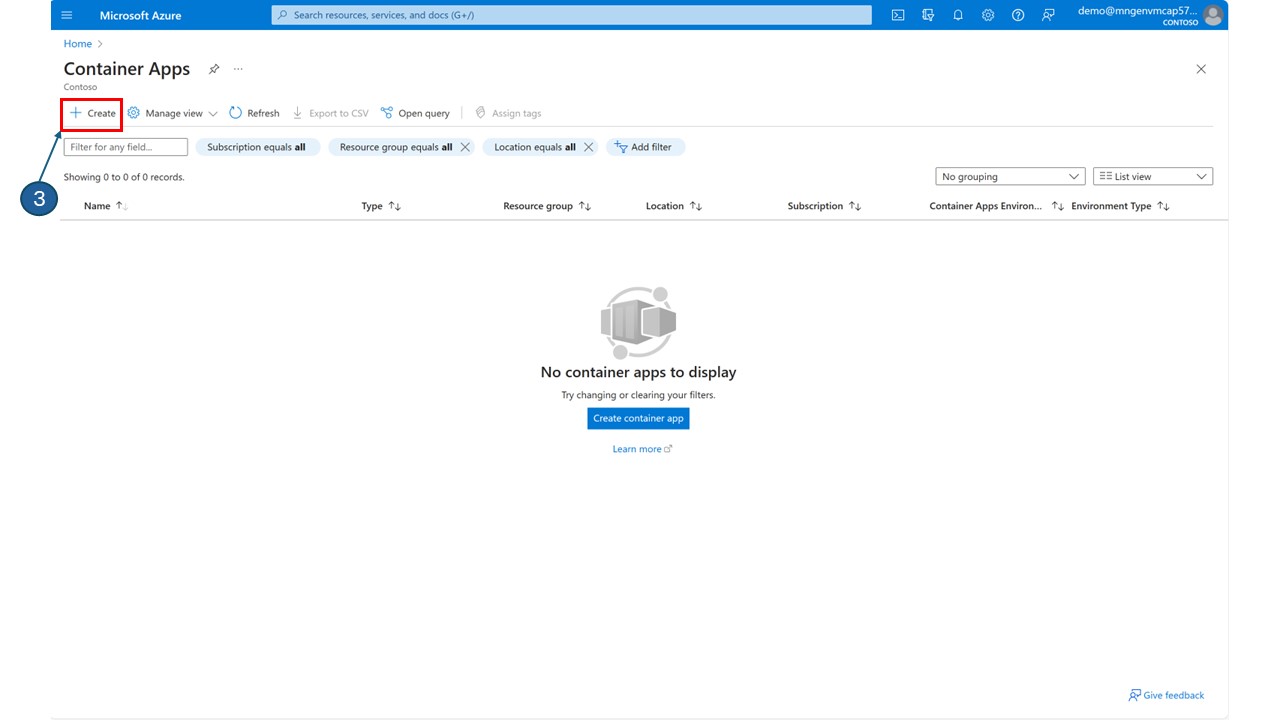 Microsoft Azure
Search resources, services, and docs (G+/)
demo@mngenvmcap57...
CONTOSO
Home
Container Apps
...
Contoso
Create
Manage view
Refresh
Export to CSV
Open query
Assign tags
Filter for any field...
Subscription equals all
Resource group equals all
Location equals all
Add filter
3
Showing 0 to 0 of 0 records.
No grouping
List view
Name
Type
Resource group
Location
Subscription
Container Apps Environ...
Environment Type
No container apps to display
Try changing or clearing your filters.
Create container app
Learn more
Give feedback